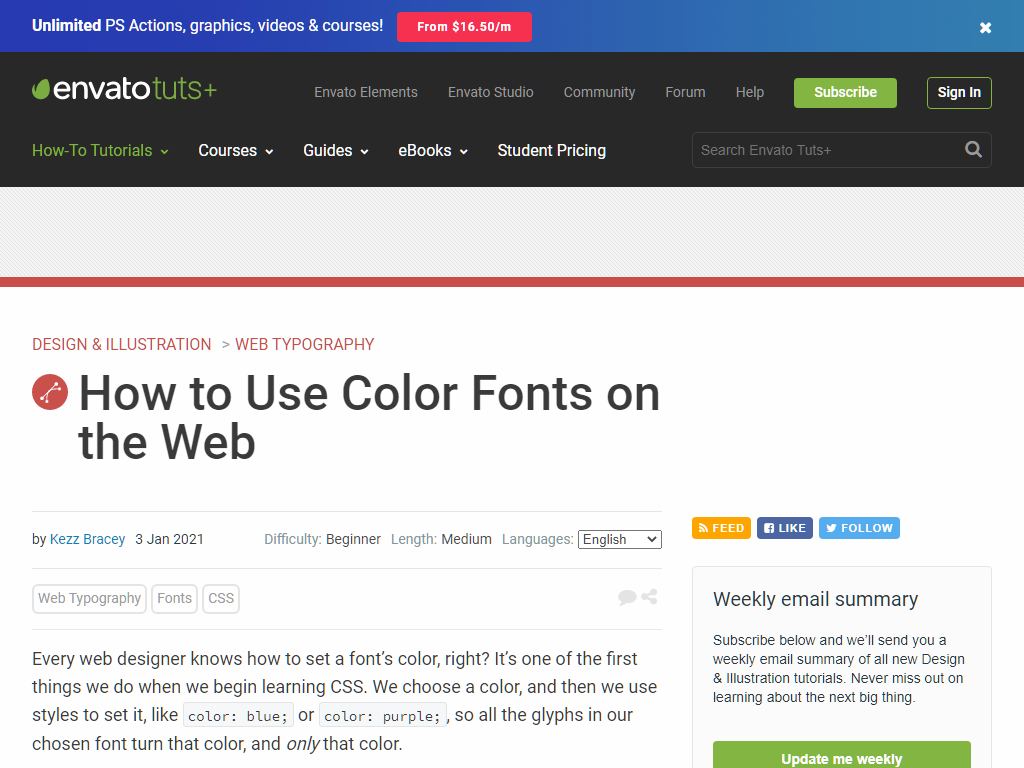 Unlimited PS Actions, graphics, videos & courses! From $16.50/m
envatotuts+ Envato Elements Envato Studio Community Forum Help Subscribe Sign In
How-To Tutorials Courses Guides eBooks Student Pricing Search Envato Tuts+
DESIGN & ILLUSTRATION > WEB TYPOGRAPHY
How to Use Color Fonts on
the Web
by Kezz Bracey 3 Jan 2021 Difficulty: Beginner Length: Medium Languages: English
Web Typography Fonts CSS
Every web designer knows how to set a font’s color, right? It’s one of the first
things we do when we begin learning CSS. We choose a color, and then we use
styles to set it, like color: blue; or color: purple;, so all the glyphs in our
chosen font turn that color, and only that color.
FEED LIKE FOLLOW
Weekly email summary
Subscribe below and we’ll send you a
weekly email summary of all new Design
& Illustration tutorials. Never miss out on
learning about the next big thing.
Update me weekly